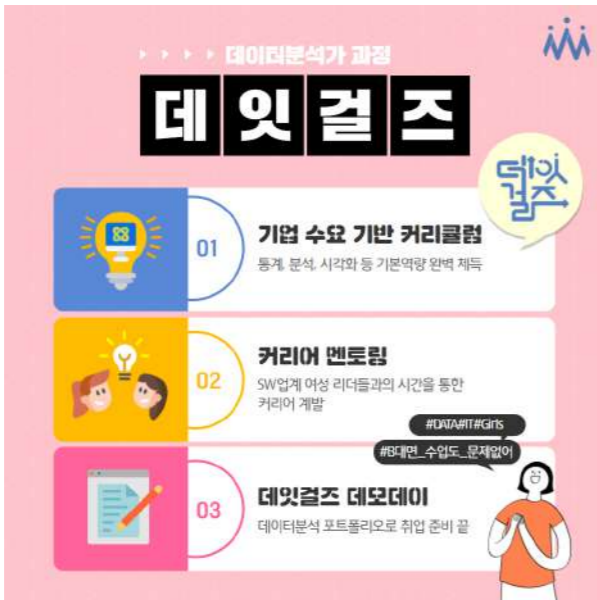 데이터분석가 과정
데잇걸즈
데잇
걸즈
01
기업 수요 기반 커리큘럼
통계, 분석, 시각화 등 기본역량 완벽 체득
02
커리어 멘토링
SW업계 여성 리더들과의 시간을 통한
커리어 계발
#DATA#IT#Girls
#B대면_수업도_문제없어
03
데잇걸즈 데모데이
데이터분석 포트폴리오로 취업 준비 끝